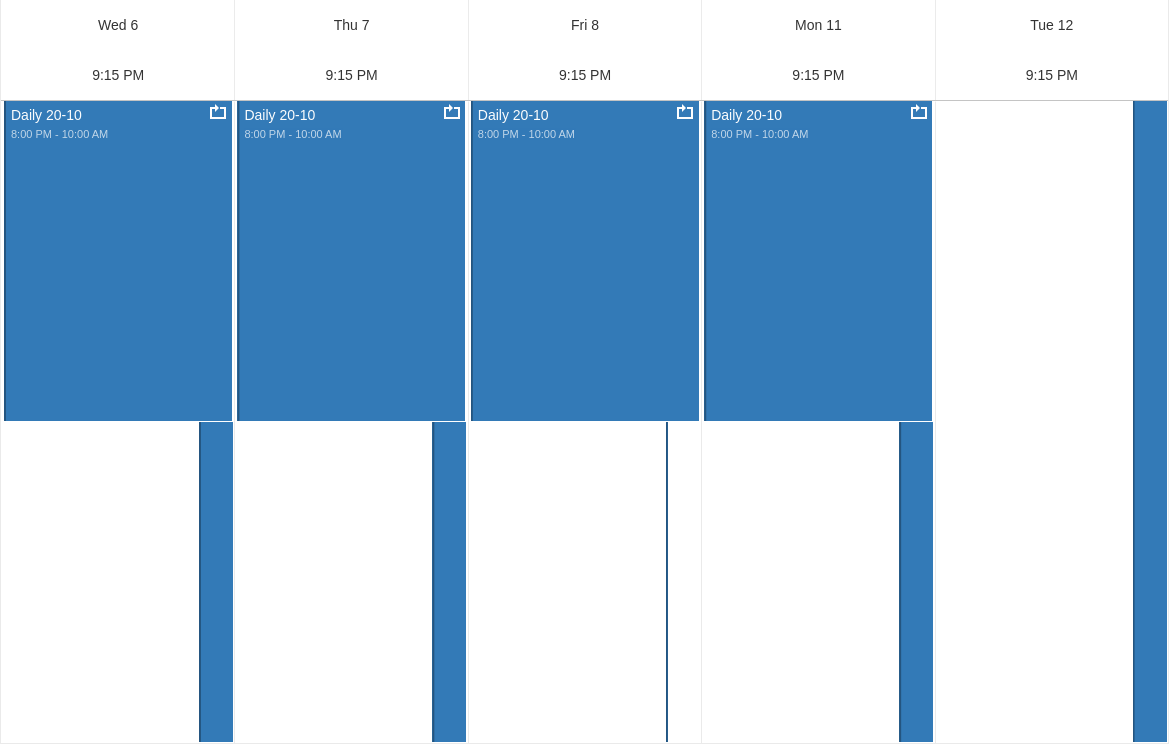 Wed 6 Thu 7 Fri 8 Mon 11 Tue 12
9:15 PM 9:15 PM 9:15 PM 9:15 PM 9:15 PM
Daily 20-10 Daily 20-10 Daily 20-10 Daily 20-10
8:00 PM - 10:00 AM 8:00 PM - 10:00 AM 8:00 PM - 10:00 AM 8:00 PM - 10:00 AM